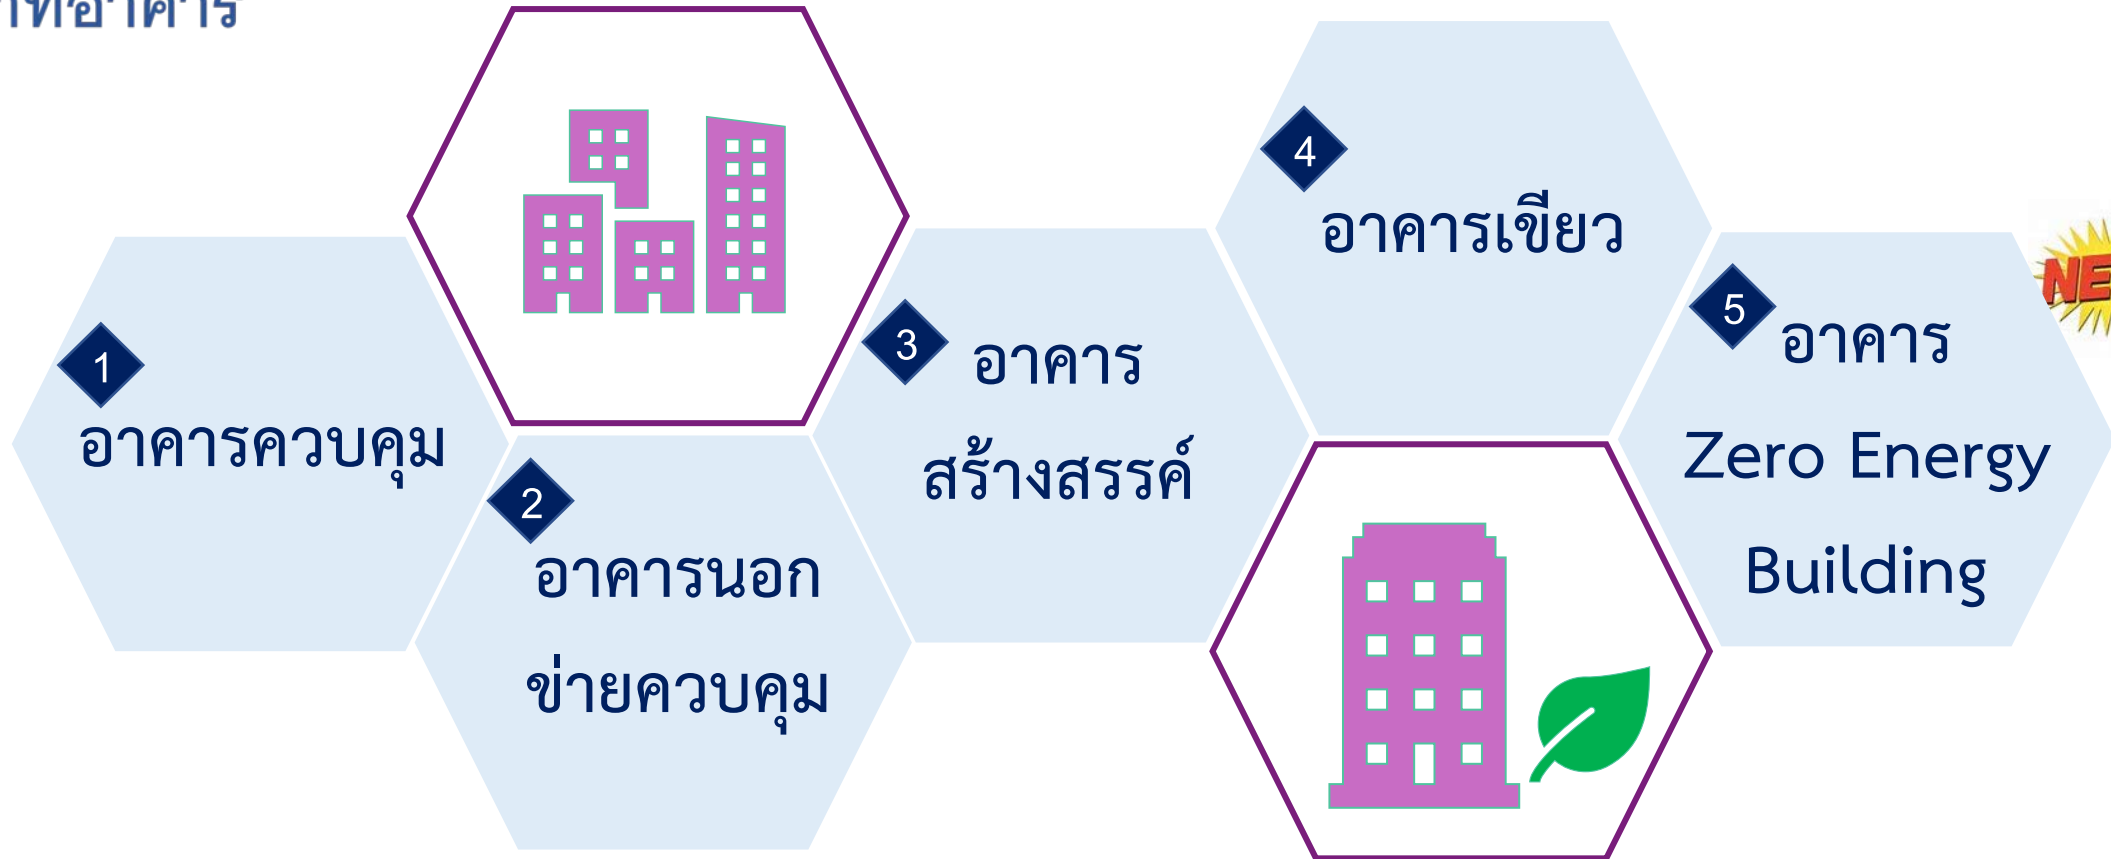 1
อาคารควบคุม
2
อาคารนอก
ข่ายควบคุม
3
อาคาร
สร้างสรรค์
4
อาคารเขียว
5
อาคาร
Zero Energy
Building